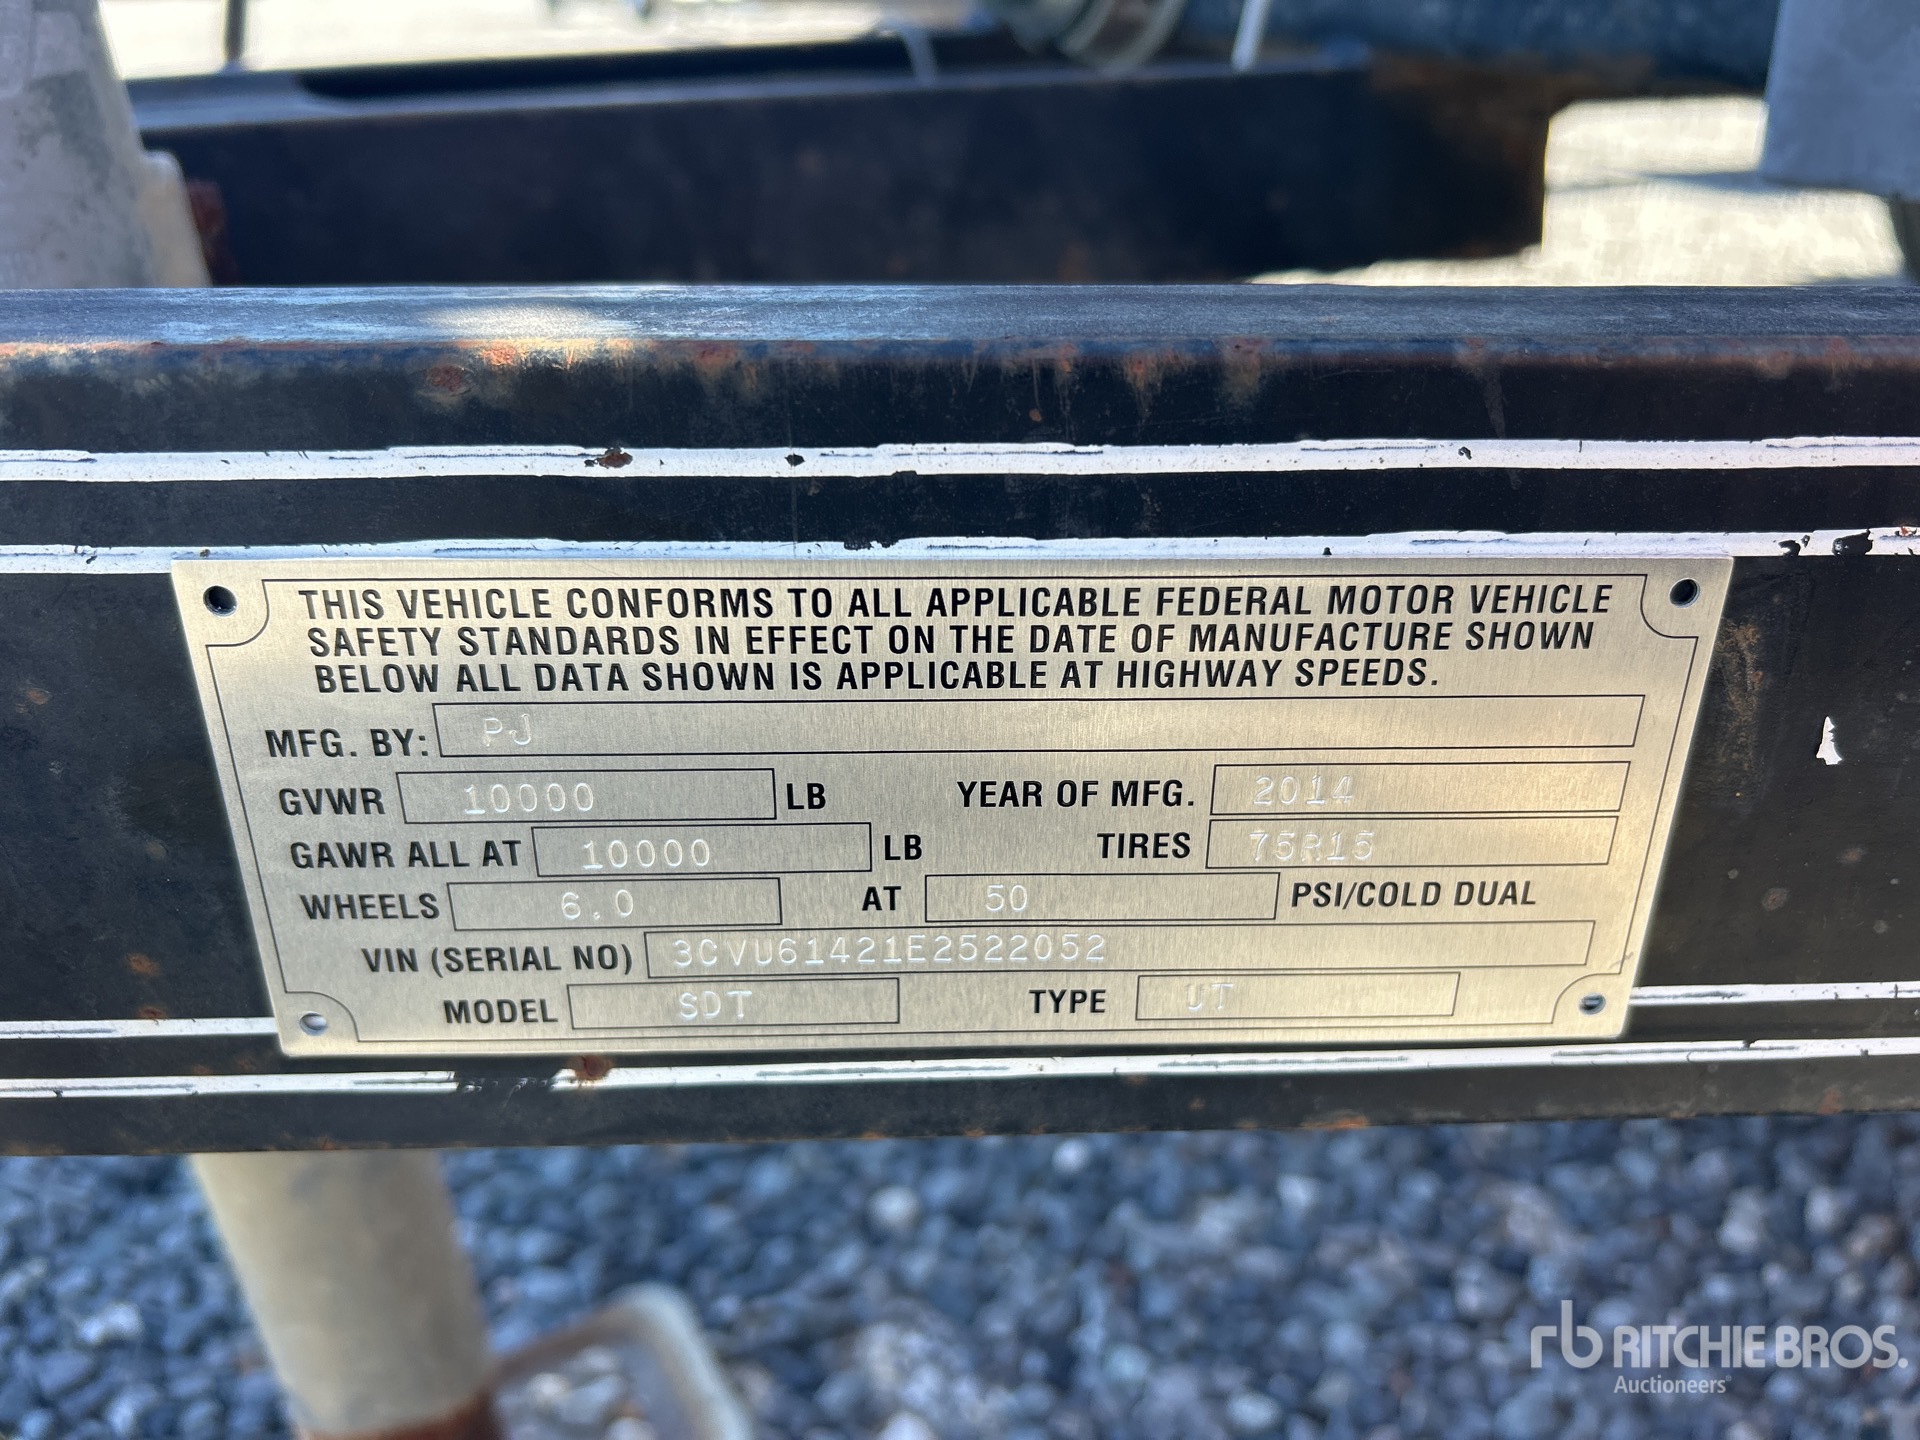 THIS VEHICLE CONFORMS TO ALL APPLICABLE FEDERAL MOTOR VEHICLE
SAFETY STANDARDS IN EFFECT ON THE DATE OF MANUFACTURE SHOWN
BELOW ALL DATA SHOWN IS APPLICABLE AT HIGHWAY SPEEDS.
MFG. BY: PJ
GVWR 10000 LB YEAR OF MFG. 2014
GAWR ALL AT 10000 LB TIRES 75R15
WHEELS 6.0 AT 50 PSI/COLD DUAL
VIN (SERIAL NO) 3CVU61421E2522052
MODEL SDT TYPE UT
rb RITCHIE BROS.
Auctioneers